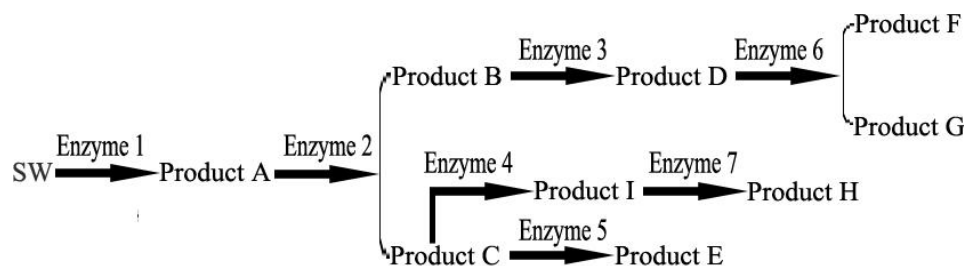 Product F
Enzyme 3
Enzyme 6
Product B
Product D
Product G
Enzyme 1
Enzyme 2
Enzyme 4
Enzyme 7
SW
Product A
Product I
Product H
Enzyme 5
Product C
Product E